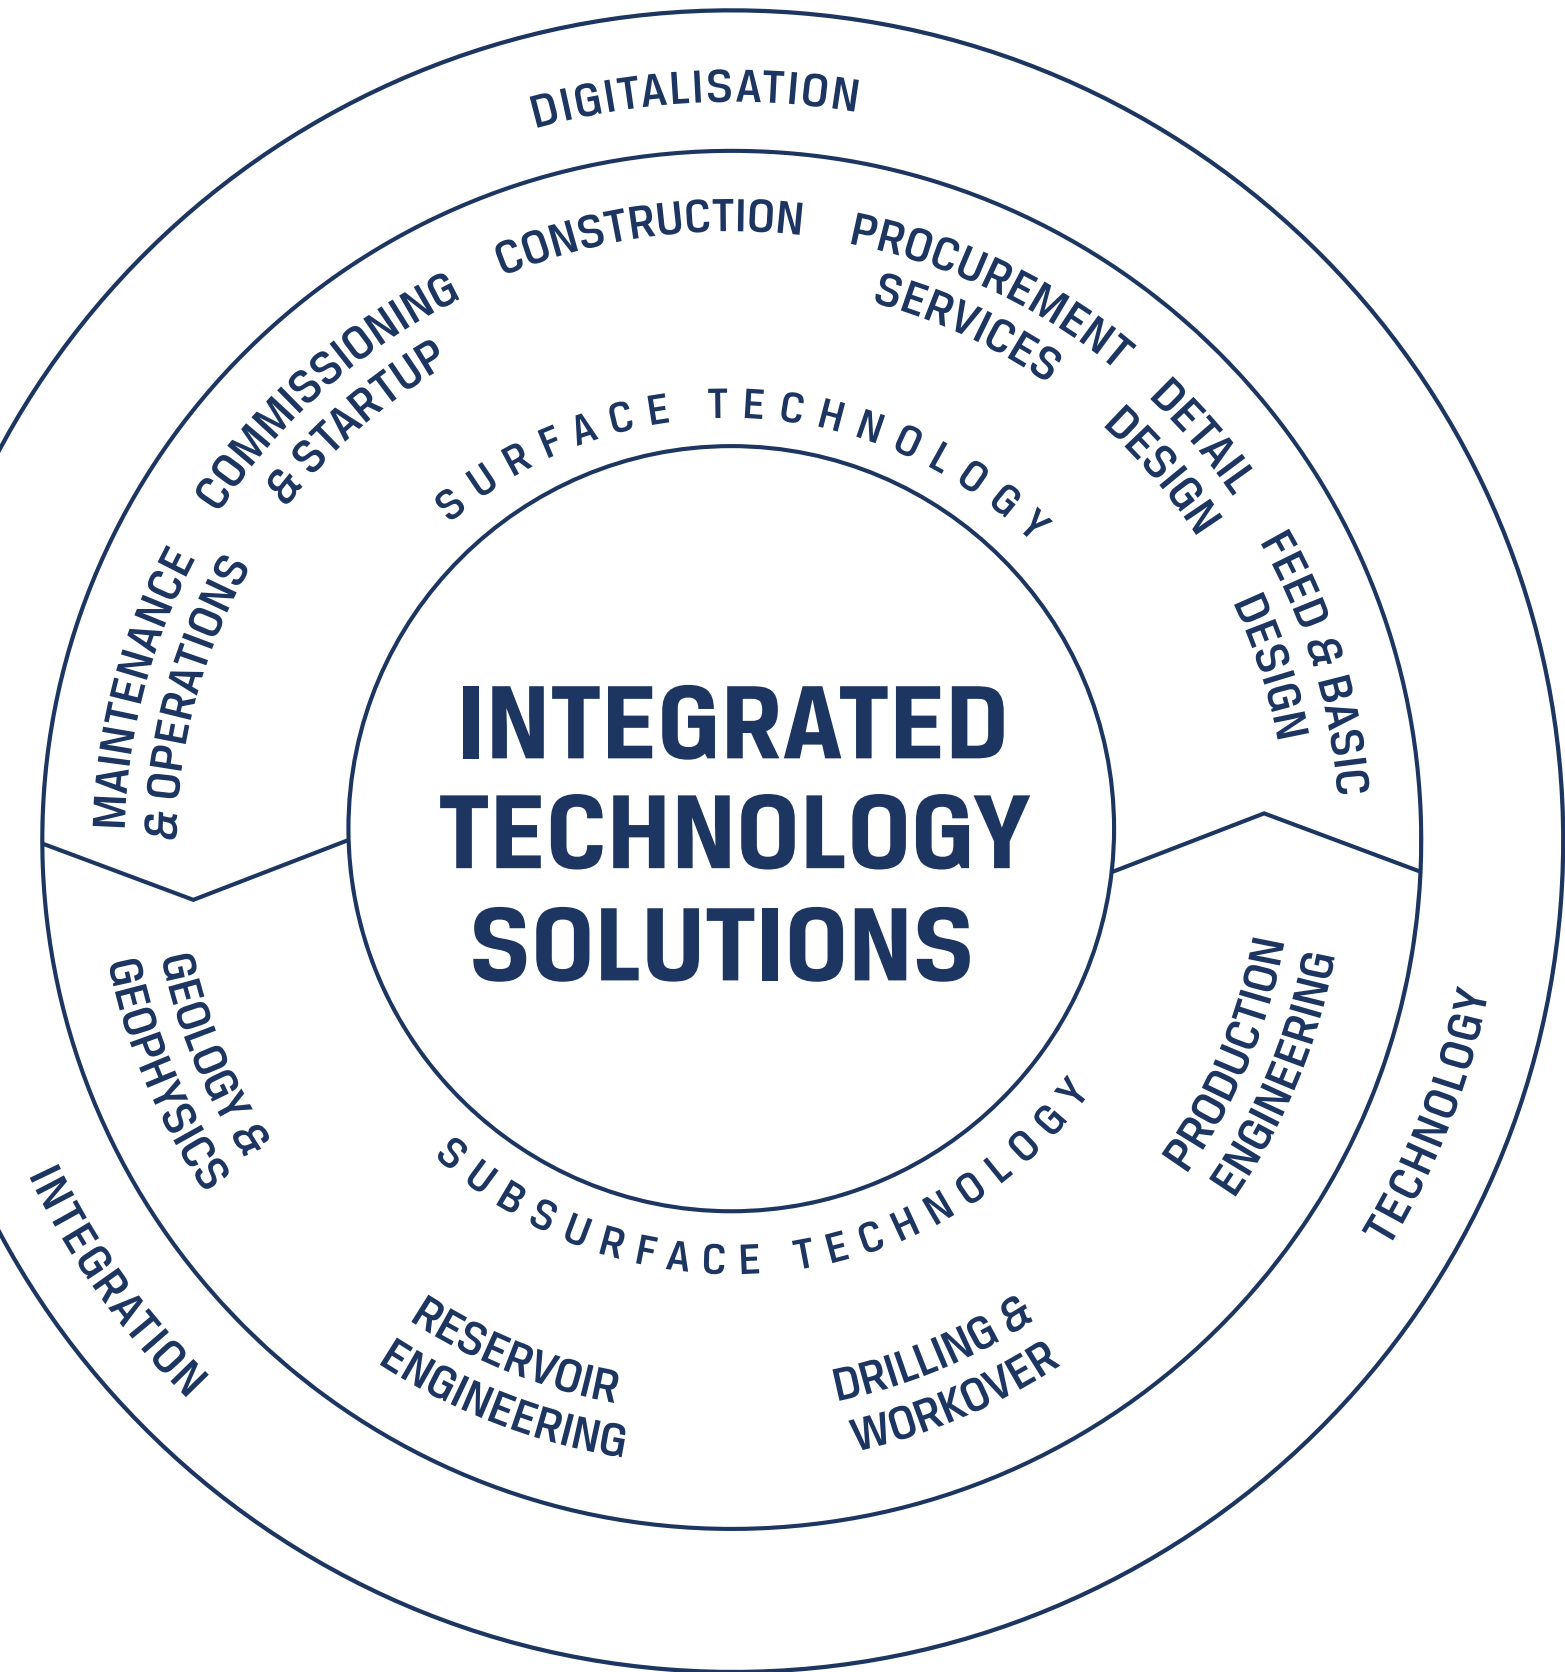 DIGITALISATION
CONSTRUCTION
PROCUREMENT
SERVICES
COMMISSIONING
& STARTUP
DETAIL
DESIGN
SURFACE TECHNOLOGY
MAINTENANCE
& OPERATIONS
FEED & BASIC
DESIGN
INTEGRATED
TECHNOLOGY
SOLUTIONS
GEOLOGY &
GEOPHYSICS
PRODUCTION
ENGINEERING
TECHNOLOGY
SUBSURFACE TECHNOLOGY
INTEGRATION
RESERVOIR
ENGINEERING
DRILLING &
WORKOVER